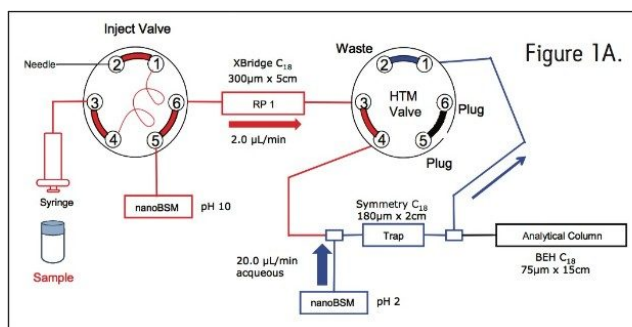 Inject Valve
Figure 1A.
Needle
2
1
3
6
4
5
XBridge C18
300µm x 5cm
RP 1
2.0 µL/min
Waste
2
1
HTM
Valve
3
6
4
5
Plug
Plug
Syringe
Sample
nanoBSM
pH 10
Symmetry C18
180µm x 2cm
Trap
20.0 µL/min
acqueous
nanoBSM
pH 2
Analytical Column
BEH C18
75µm x 15cm